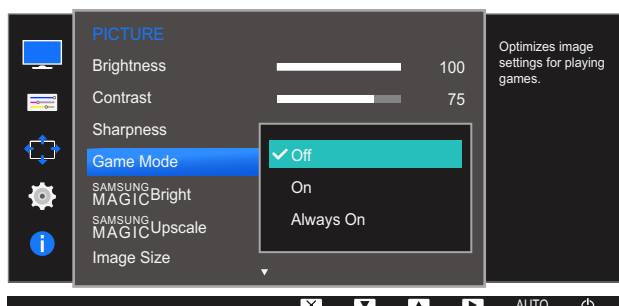 PICTURE
Brightness 100
Contrast 75
Sharpness
Game Mode
Off
On
Always On
SAMSUNG
MAGIC Bright
SAMSUNG
MAGIC Upscale
Image Size
Optimizes image
settings for playing
games.
AUTO